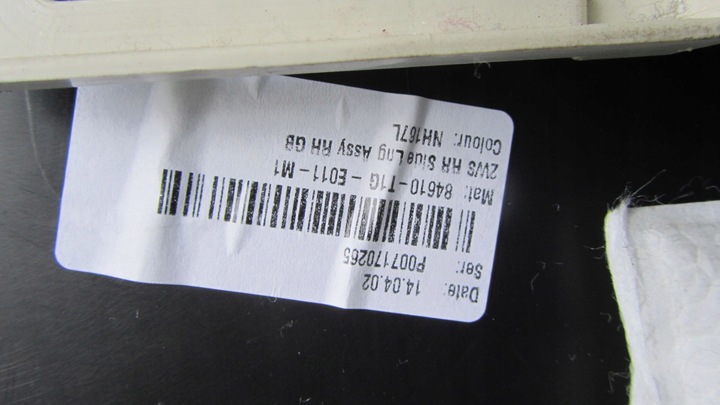 Date: 14.04.02
Ser: P007170265
Mat: 84610-T1G - E011 - M1
2WS RR Side Lng Assy RH GB
Colour: NH167L